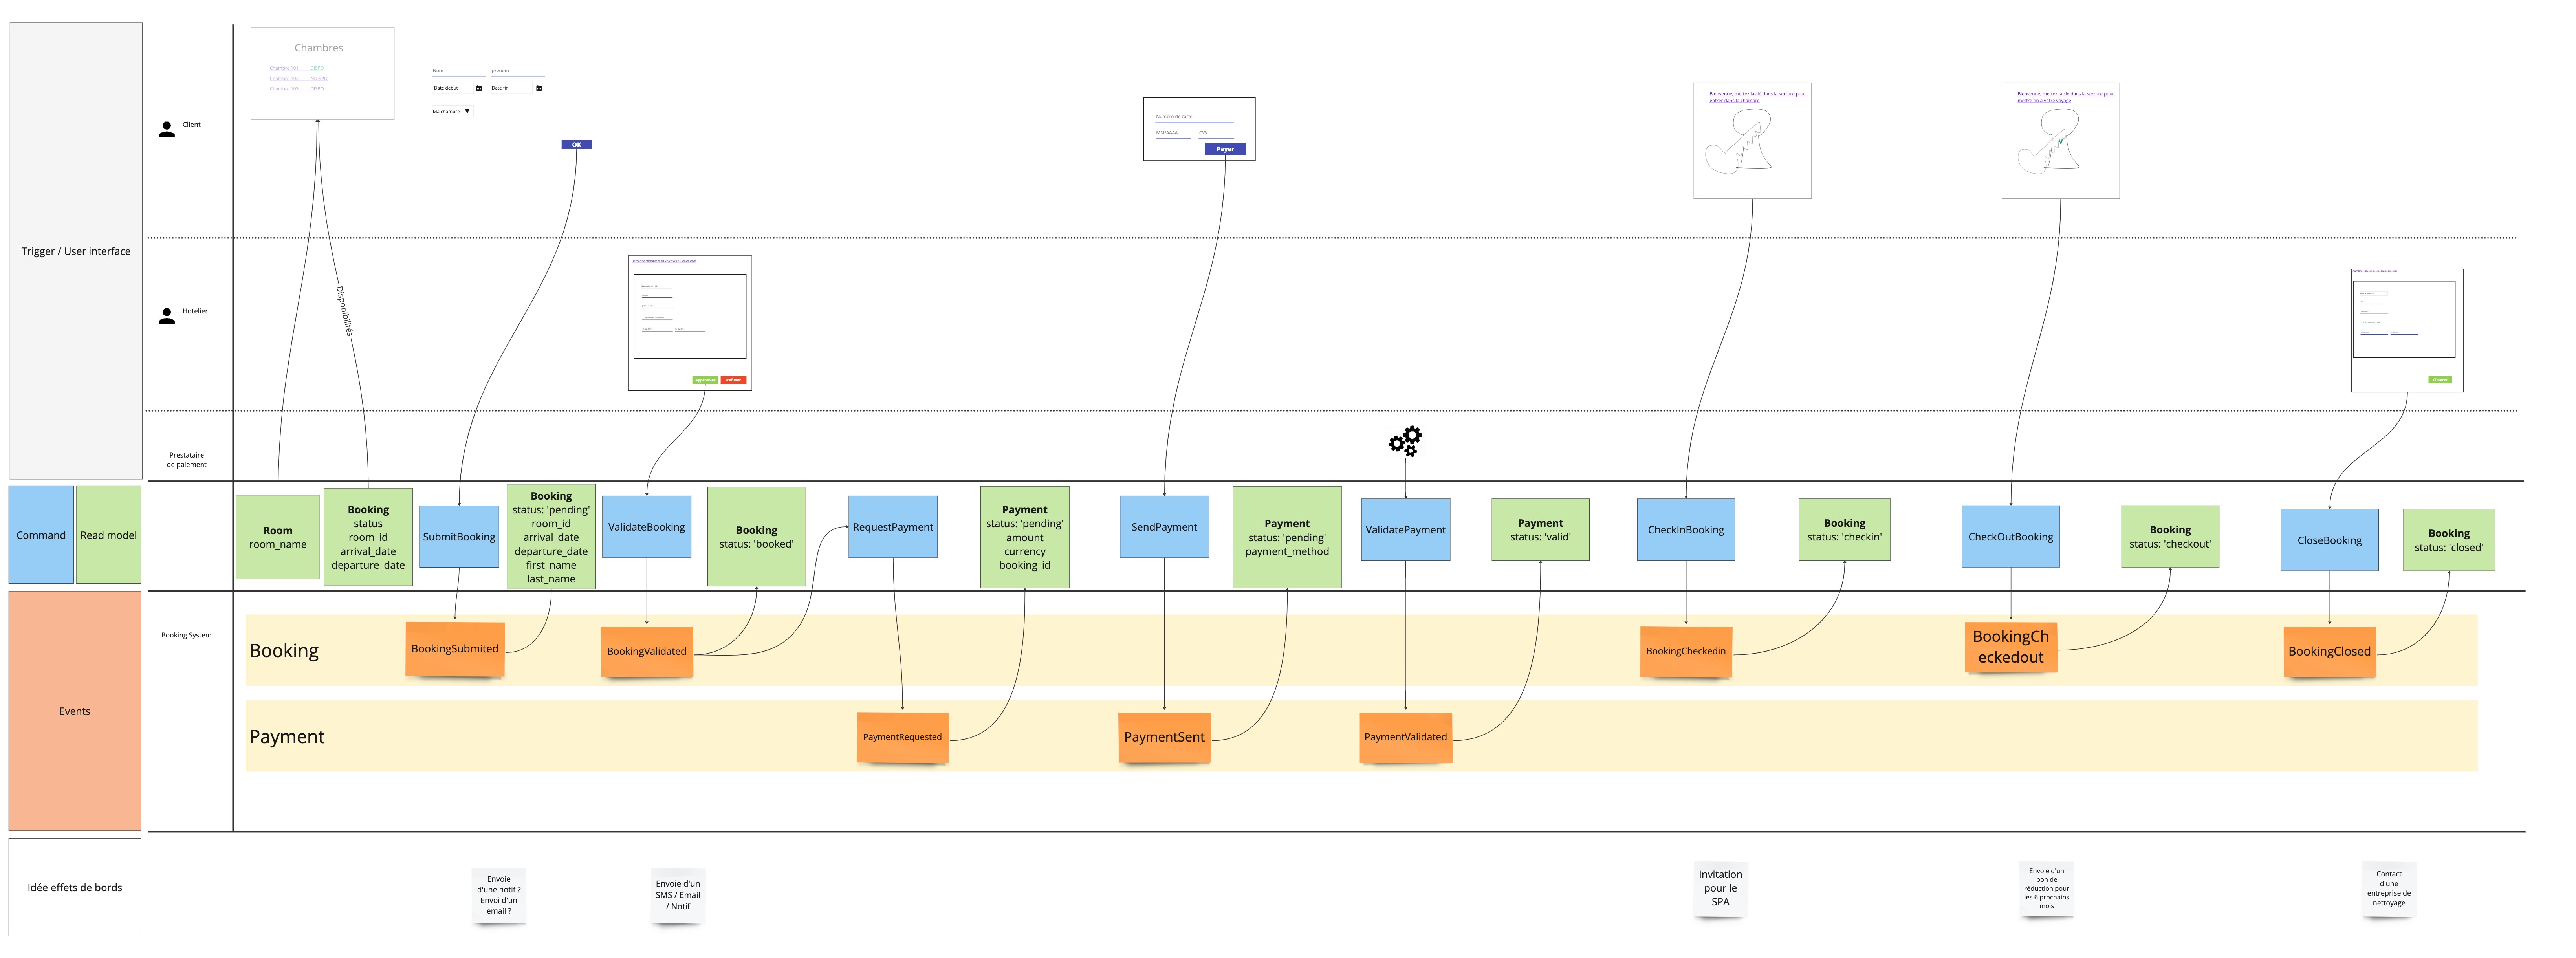 Trigger / User interface
Client
Chambres
Chambre 101 DISPO
Chambre 102 INDISPO
Chambre 103 DISPO
Nom
prenom
Date debut
Date fin
Ma chambre
OK
Numéro de carte
MM/AAAA
CVV
Payer
Bienvenue, mettez la clé dans la serrure pour
entrer dans la chambre
Bienvenue, mettez la clé dans la serrure pour
mettre fin à votre voyage
Hotelier
Disponibilités
Approuver
Refuser
Prestataire
de paiement
Command
Read model
Room
room_name
Booking
status
room_id
arrival_date
departure_date
SubmitBooking
Booking
status: 'pending'
room_id
arrival_date
departure_date
first_name
last_name
ValidateBooking
Booking
status: 'booked'
RequestPayment
Payment
status: 'pending'
amount
currency
booking_id
SendPayment
Payment
status: 'pending'
payment_method
ValidatePayment
Payment
status: 'valid'
CheckInBooking
Booking
status: 'checkin'
CheckOutBooking
Booking
status: 'checkout'
CloseBooking
Booking
status: 'closed'
Events
Booking System
Booking
BookingSubmited
BookingValidated
BookingCheckedin
BookingCh
eckedout
BookingClosed
Payment
PaymentRequested
PaymentSent
PaymentValidated
Idée effets de bords
Envoie
d'une notif ?
Envoi d'un
email ?
Envoie d'un
SMS / Email
/ Notif
Invitation
pour le
SPA
Envoie d'un
bon de
réduction pour
les 6 prochains
mois
Contact
d'une
entreprise de
nettoyage